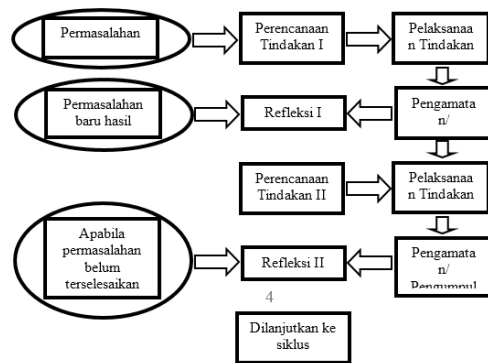 Permasalahan
Perencanaan
Tindakan I
Pelaksanaa
n Tindakan
Permasalahan
baru hasil
Refleksi I
Pengamata
n/
Perencanaan
Tindakan II
Pelaksanaa
n Tindakan
Apabila
permasalahan
belum
terselesaikan
Refleksi II
Pengamata
n/
Pengumpul
4
Dilanjutkan ke
siklus